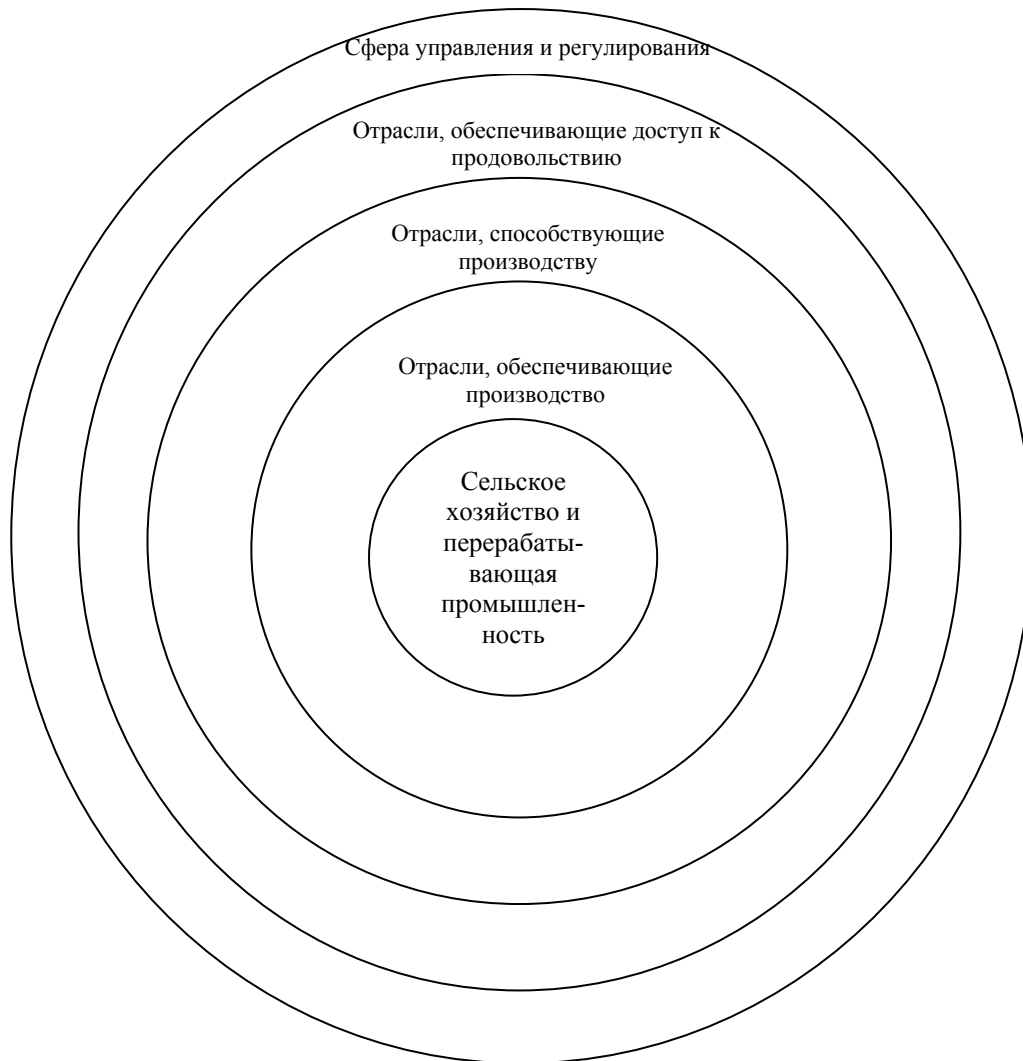 Сфера управления и регулирования
Отрасли, обеспечивающие доступ к
продовольствию
Отрасли, способствующие
производству
Отрасли, обеспечивающие
производство
Сельское
хозяйство и
перерабаты-
вающая
промышлен-
ность